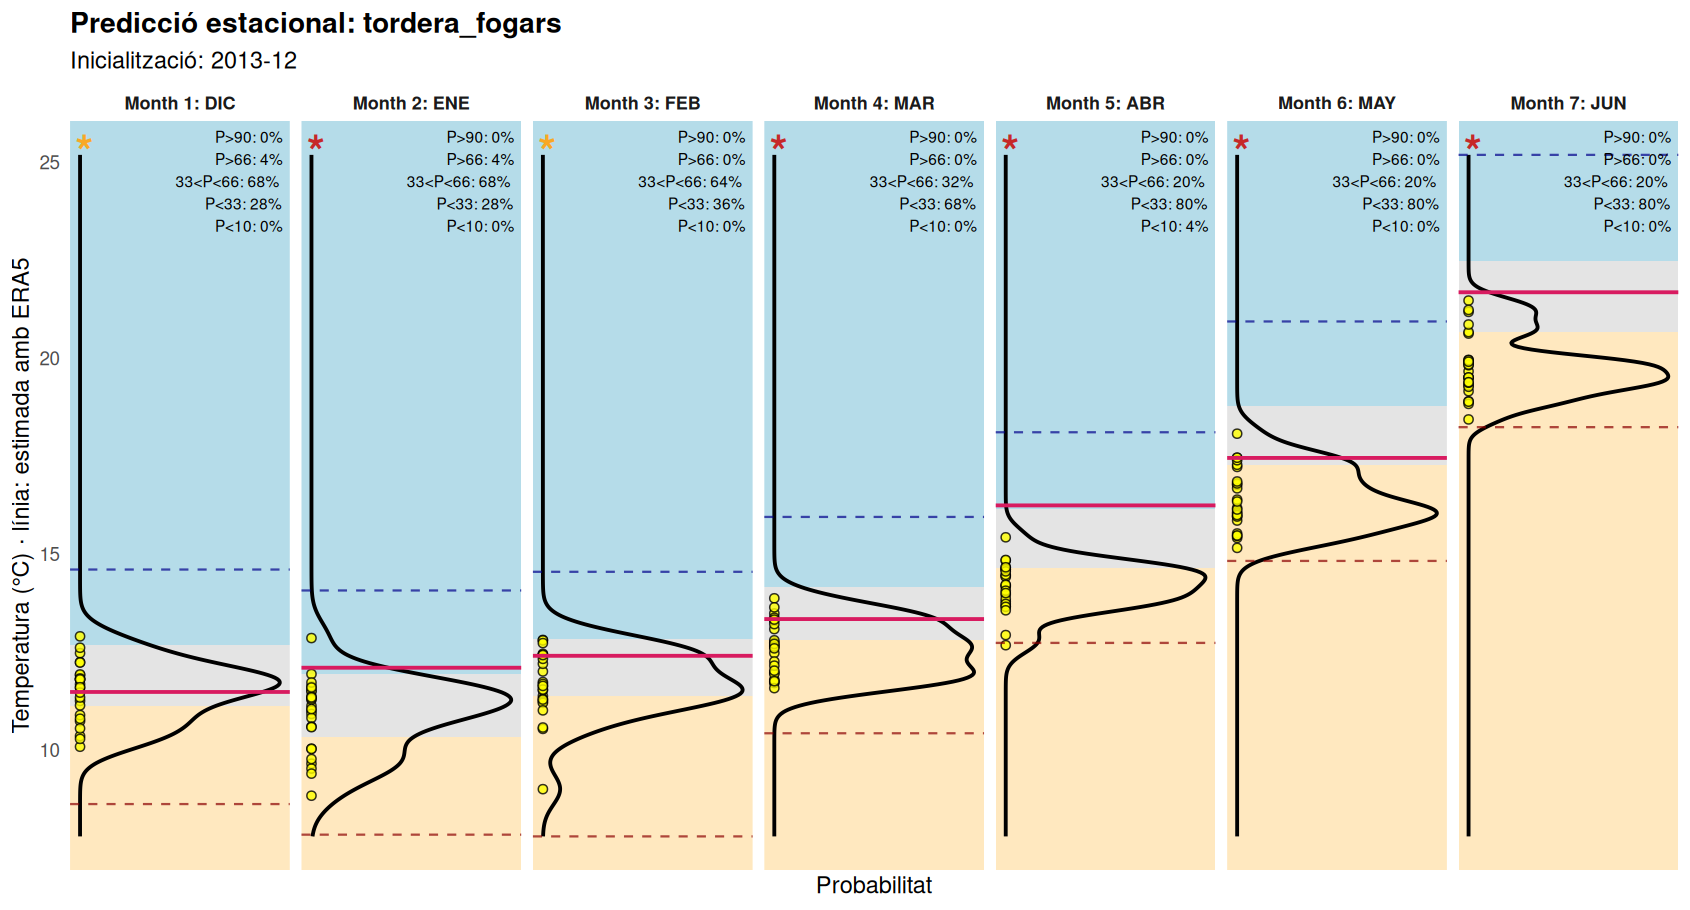 Predicció estacional: tordera_fogars
Inicialització: 2013-12
Month 1: DIC
Month 2: ENE
Month 3: FEB
Month 4: MAR
Month 5: ABR
Month 6: MAY
Month 7: JUN
*
P>90: 0%
P>66: 4%
33<P<66: 68%
P<33: 28%
P<10: 0%
*
P>90: 0%
P>66: 4%
33<P<66: 68%
P<33: 28%
P<10: 0%
*
P>90: 0%
P>66: 0%
33<P<66: 64%
P<33: 36%
P<10: 0%
*
P>90: 0%
P>66: 0%
33<P<66: 32%
P<33: 68%
P<10: 0%
*
P>90: 0%
P>66: 0%
33<P<66: 20%
P<33: 80%
P<10: 4%
*
P>90: 0%
P>66: 0%
33<P<66: 20%
P<33: 80%
P<10: 0%
*
P>90: 0%
P>66: 0%
33<P<66: 20%
P<33: 80%
P<10: 0%
25
20
15
10
Temperatura (°C) · línia: estimada amb ERA5
Probabilitat